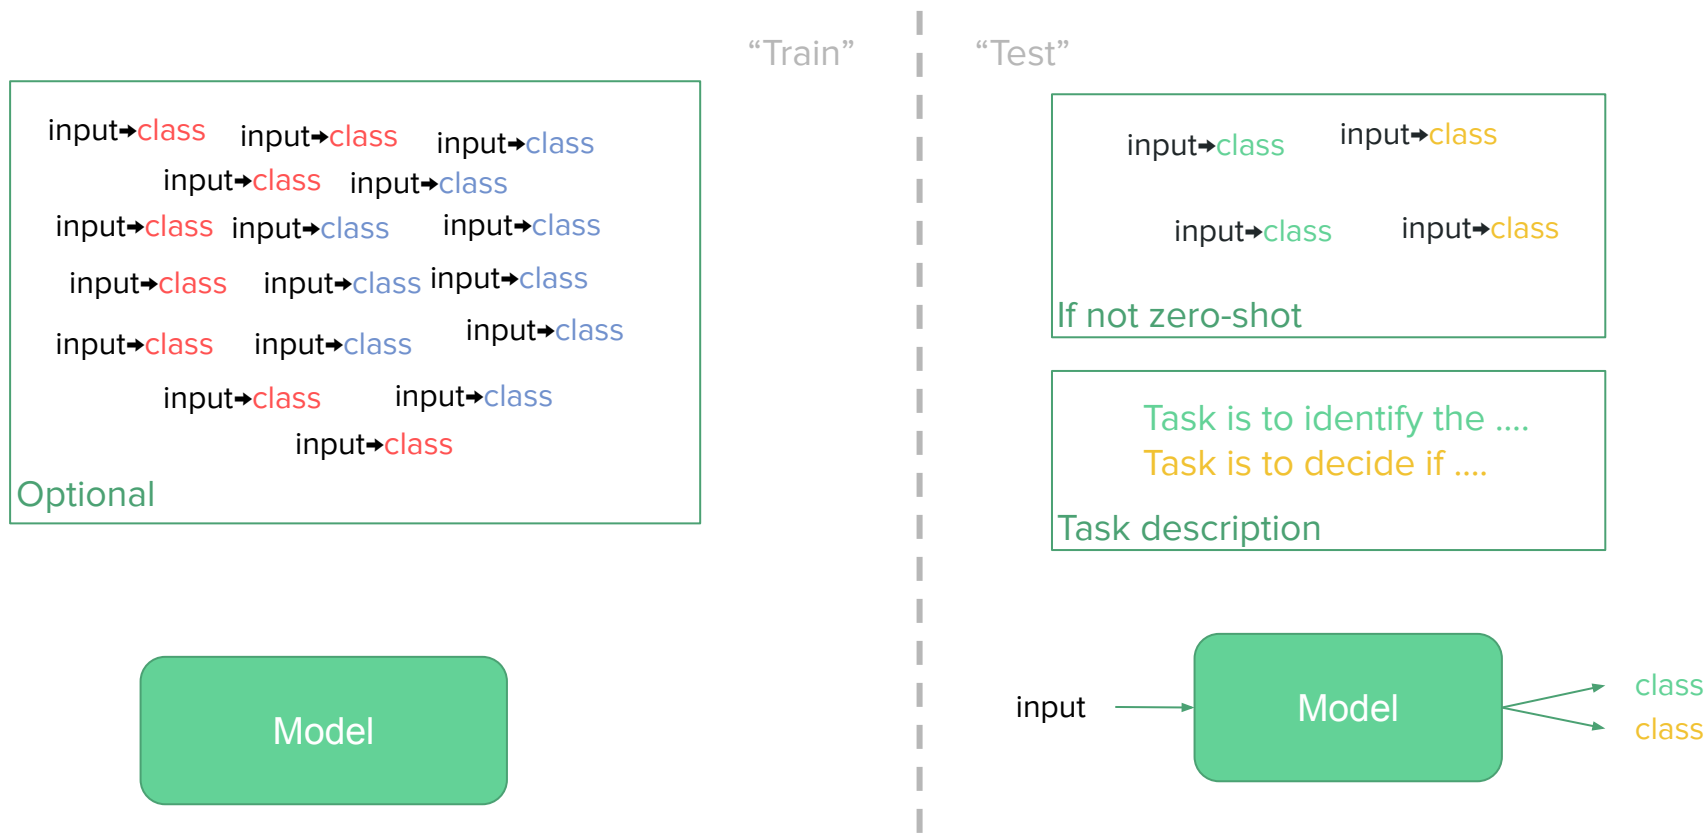 “Train”
input→class input→class input→class
input→class input→class
input→class input→class input→class
input→class input→class input→class
input→class input→class input→class
input→class input→class
input→class
Optional
Model
“Test”
input→class input→class
input→class input→class
If not zero-shot
Task is to identify the ....
Task is to decide if ....
Task description
input
Model
class
class